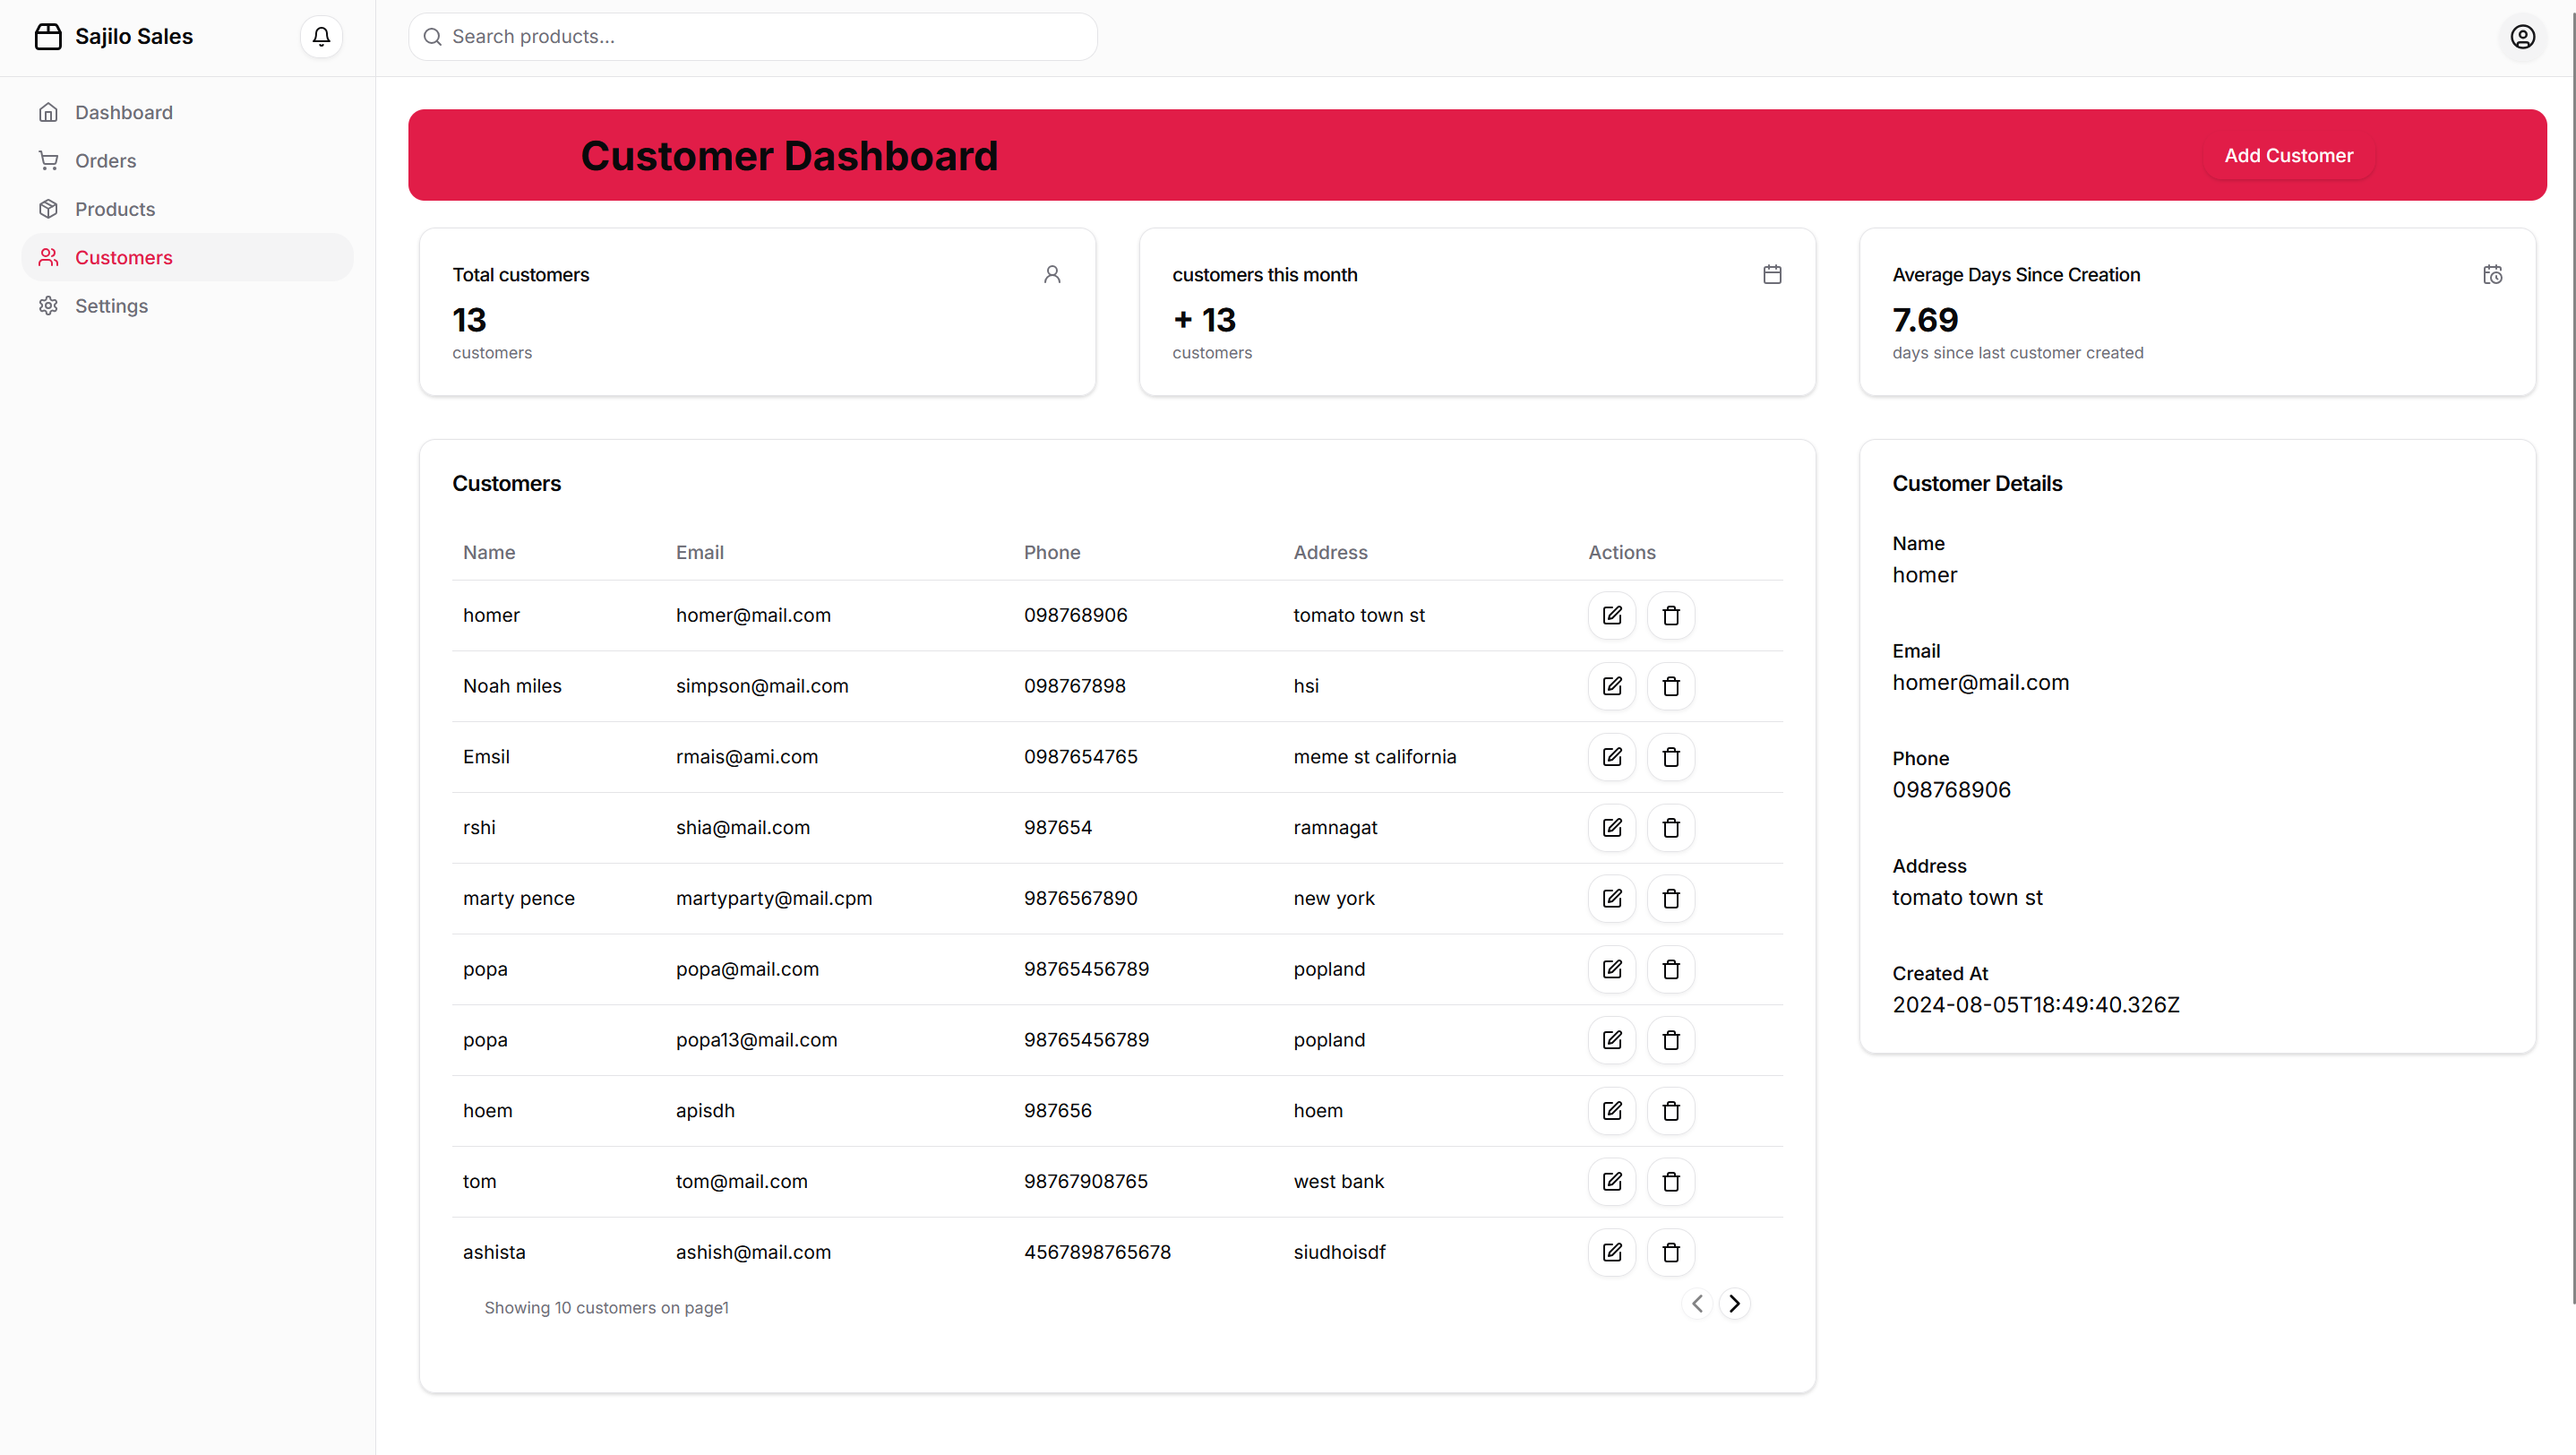 Sajilo Sales
Search products...
Dashboard
Orders
Products
Customers
Settings
Customer Dashboard
Add Customer
Total customers
13
customers
customers this month
+ 13
customers
Average Days Since Creation
7.69
days since last customer created
Customers
Name Email Phone Address Actions
homer homer@mail.com 098768906 tomato town st
Noah miles simpson@mail.com 098767898 hsi
Emsil rmais@ami.com 0987654765 meme st california
rshi shia@mail.com 987654 ramnagat
marty pence martyparty@mail.cpm 9876567890 new york
popa popa@mail.com 98765456789 popland
popa popa13@mail.com 98765456789 popland
hoem apisdh 987656 hoem
tom tom@mail.com 98767908765 west bank
ashista ashish@mail.com 4567898765678 siudhoisdf
Showing 10 customers on page1
Customer Details
Name
homer
Email
homer@mail.com
Phone
098768906
Address
tomato town st
Created At
2024-08-05T18:49:40.326Z